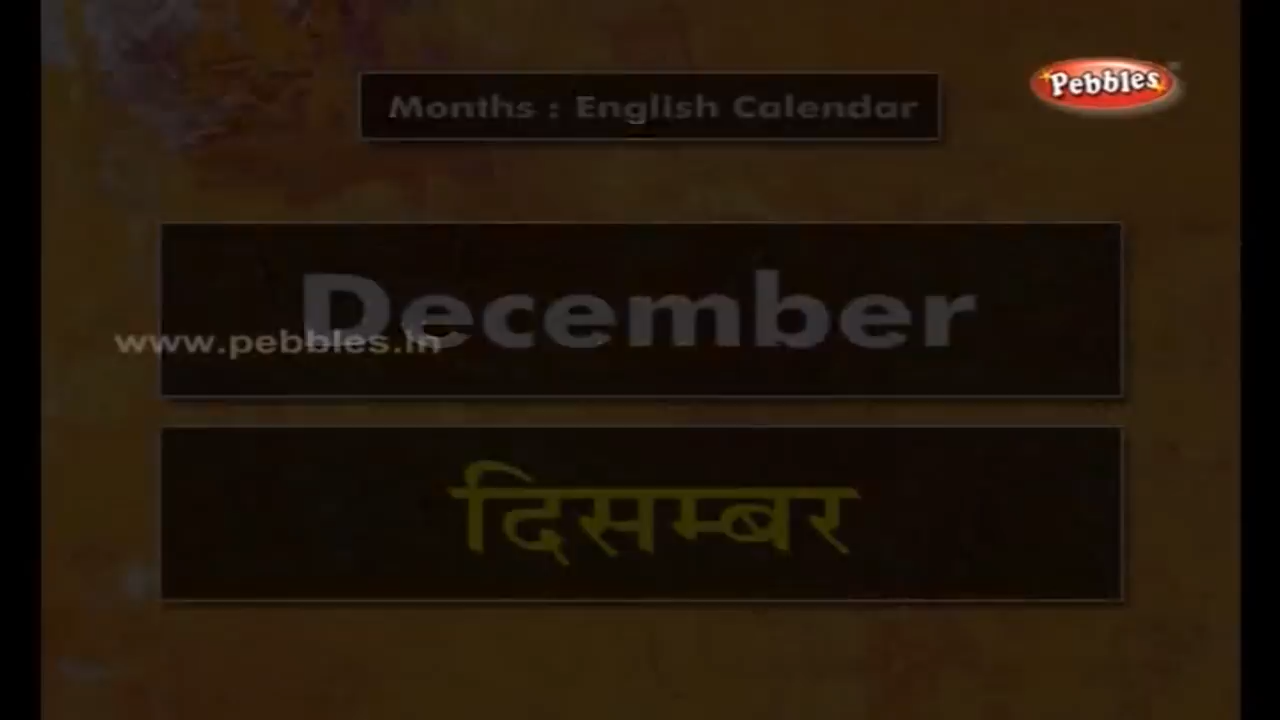 Pebbles
Months : English Calendar
December
www.pebbles.in
दिसम्बर